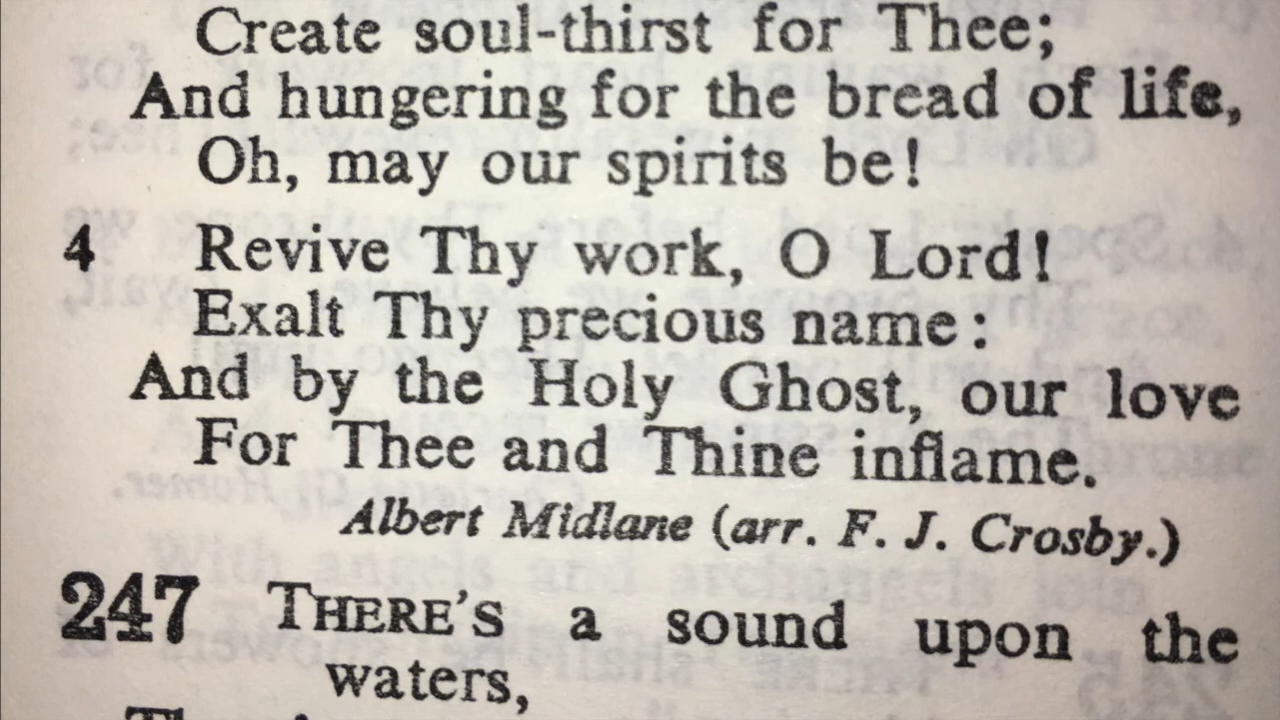 Create soul-thirst for Thee;
And hungering for the bread of life,
Oh, may our spirits be!
4 Revive Thy work, O Lord!
Exalt Thy precious name:
And by the Holy Ghost, our love
For Thee and Thine inflame.
Albert Midlane (arr. F. J. Crosby.)
247 THERE'S a sound upon the
waters,